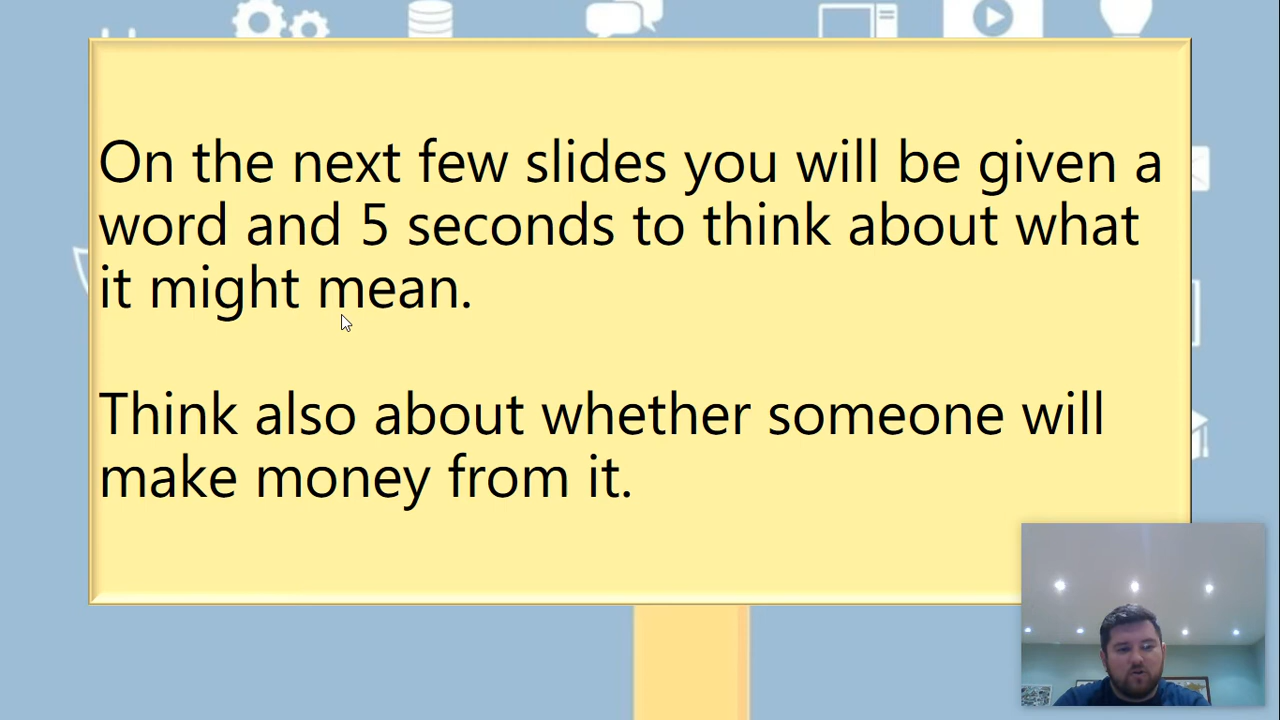 On the next few slides you will be given a
word and 5 seconds to think about what
it might mean.
Think also about whether someone will
make money from it.